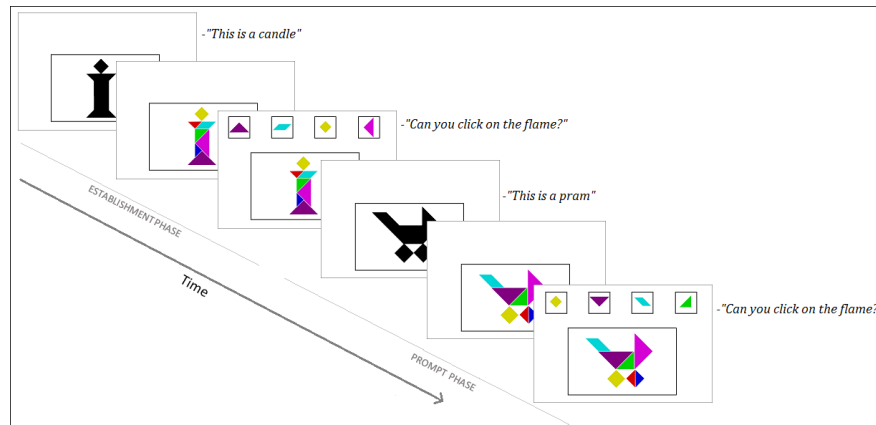 -"This is a candle"
-"Can you click on the flame?"
-"This is a pram"
-"Can you click on the flame?
ESTABLISHMENT PHASE
Time
PROMPT PHASE